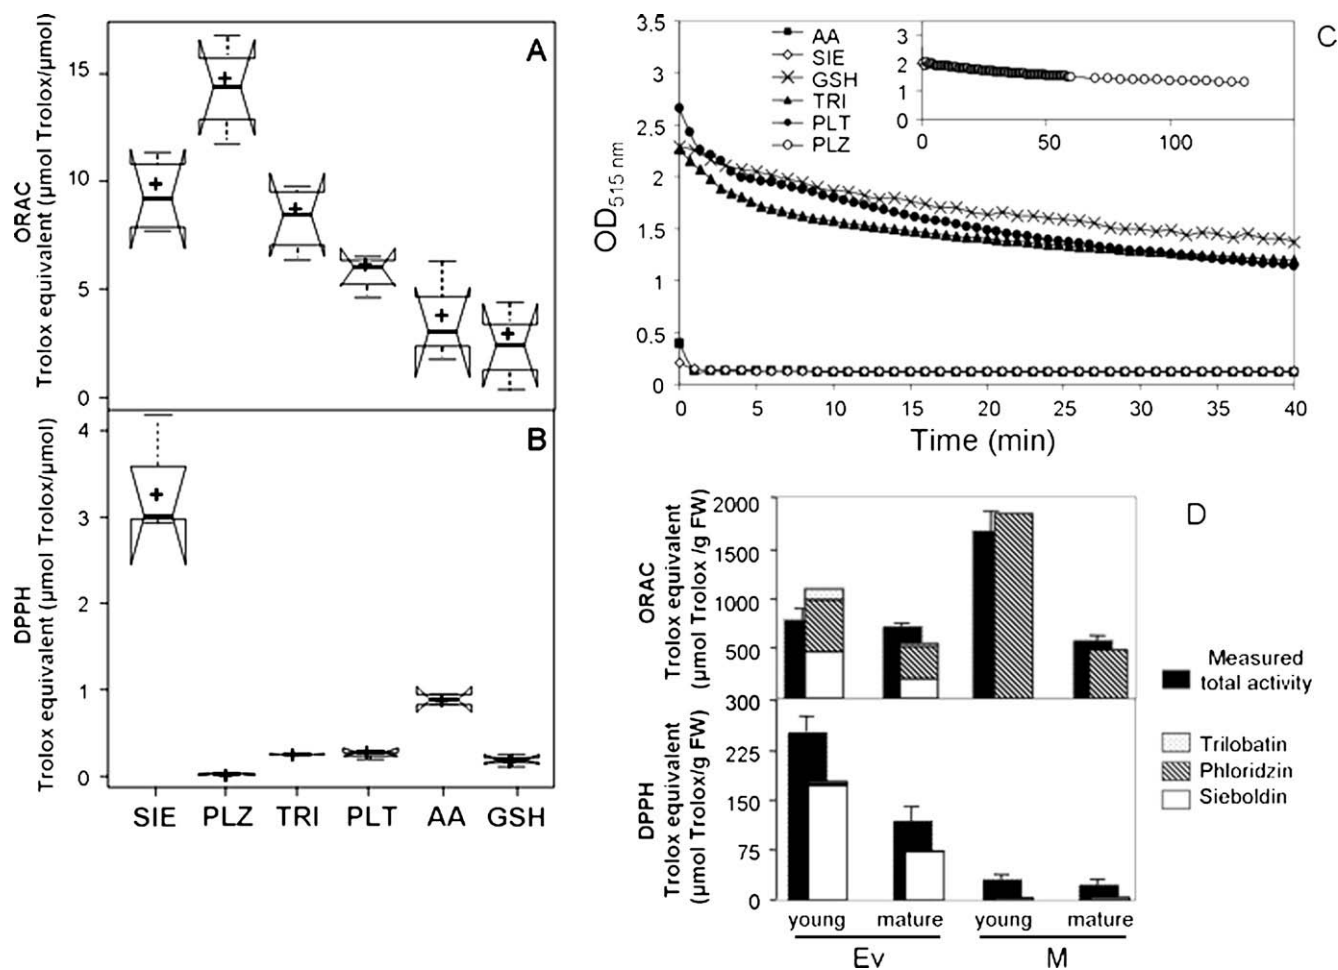 A
ORAC
Trolox equivalent (µmol Trolox/µmol)
15
10
5
0
B
DPPH
Trolox equivalent (µmol Trolox/µmol)
4
3
2
1
0
SIE PLZ TRI PLT AA GSH
C
OD515 nm
3.5
3
2.5
2
1.5
1
0.5
0
AA
SIE
GSH
TRI
PLT
PLZ
3
2
1
0
0 50 100
0 5 10 15 20 25 30 35 40
Time (min)
D
ORAC
Trolox equivalent
(µmol Trolox /g FW)
2000
1500
1000
500
DPPH
Trolox equivalent
(µmol Trolox/g FW)
300
225
150
75
0
young mature young mature
Ev M
Measured
total activity
Trilobatin
Phloridzin
Sieboldin